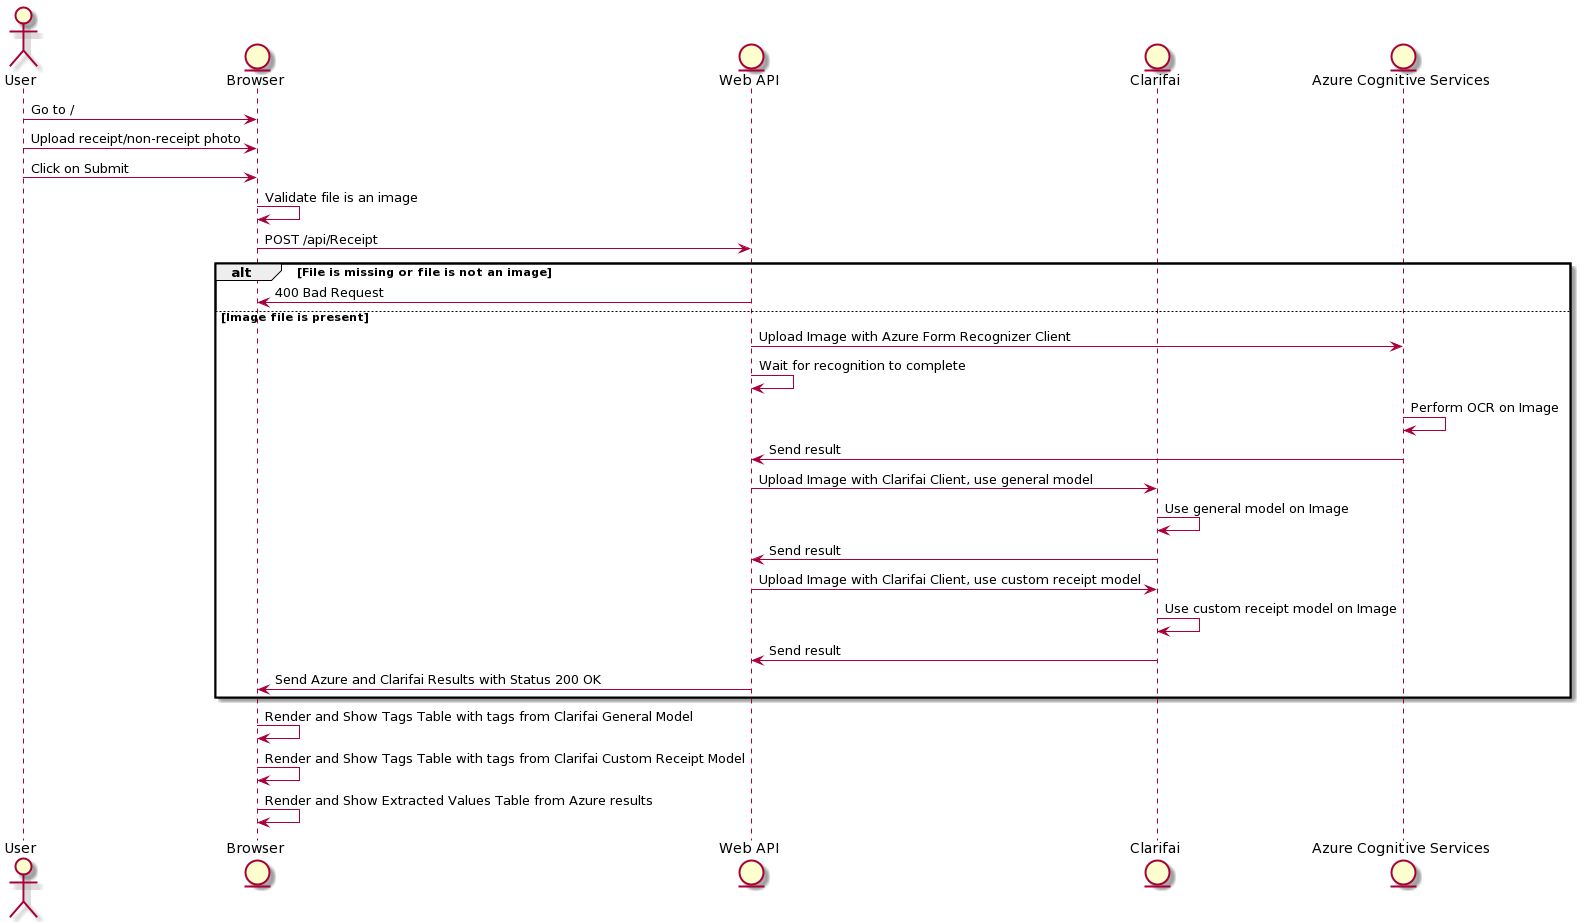 User
Browser
Web API
Clarifai
Azure Cognitive Services
Go to /
Upload receipt/non-receipt photo
Click on Submit
Validate file is an image
POST /api/Receipt
alt
[File is missing or file is not an image]
400 Bad Request
[Image file is present]
Upload Image with Azure Form Recognizer Client
Wait for recognition to complete
Perform OCR on Image
Send result
Upload Image with Clarifai Client, use general model
Use general model on Image
Send result
Upload Image with Clarifai Client, use custom receipt model
Use custom receipt model on Image
Send result
Send Azure and Clarifai Results with Status 200 OK
Render and Show Tags Table with tags from Clarifai General Model
Render and Show Tags Table with tags from Clarifai Custom Receipt Model
Render and Show Extracted Values Table from Azure results
User
Browser
Web API
Clarifai
Azure Cognitive Services